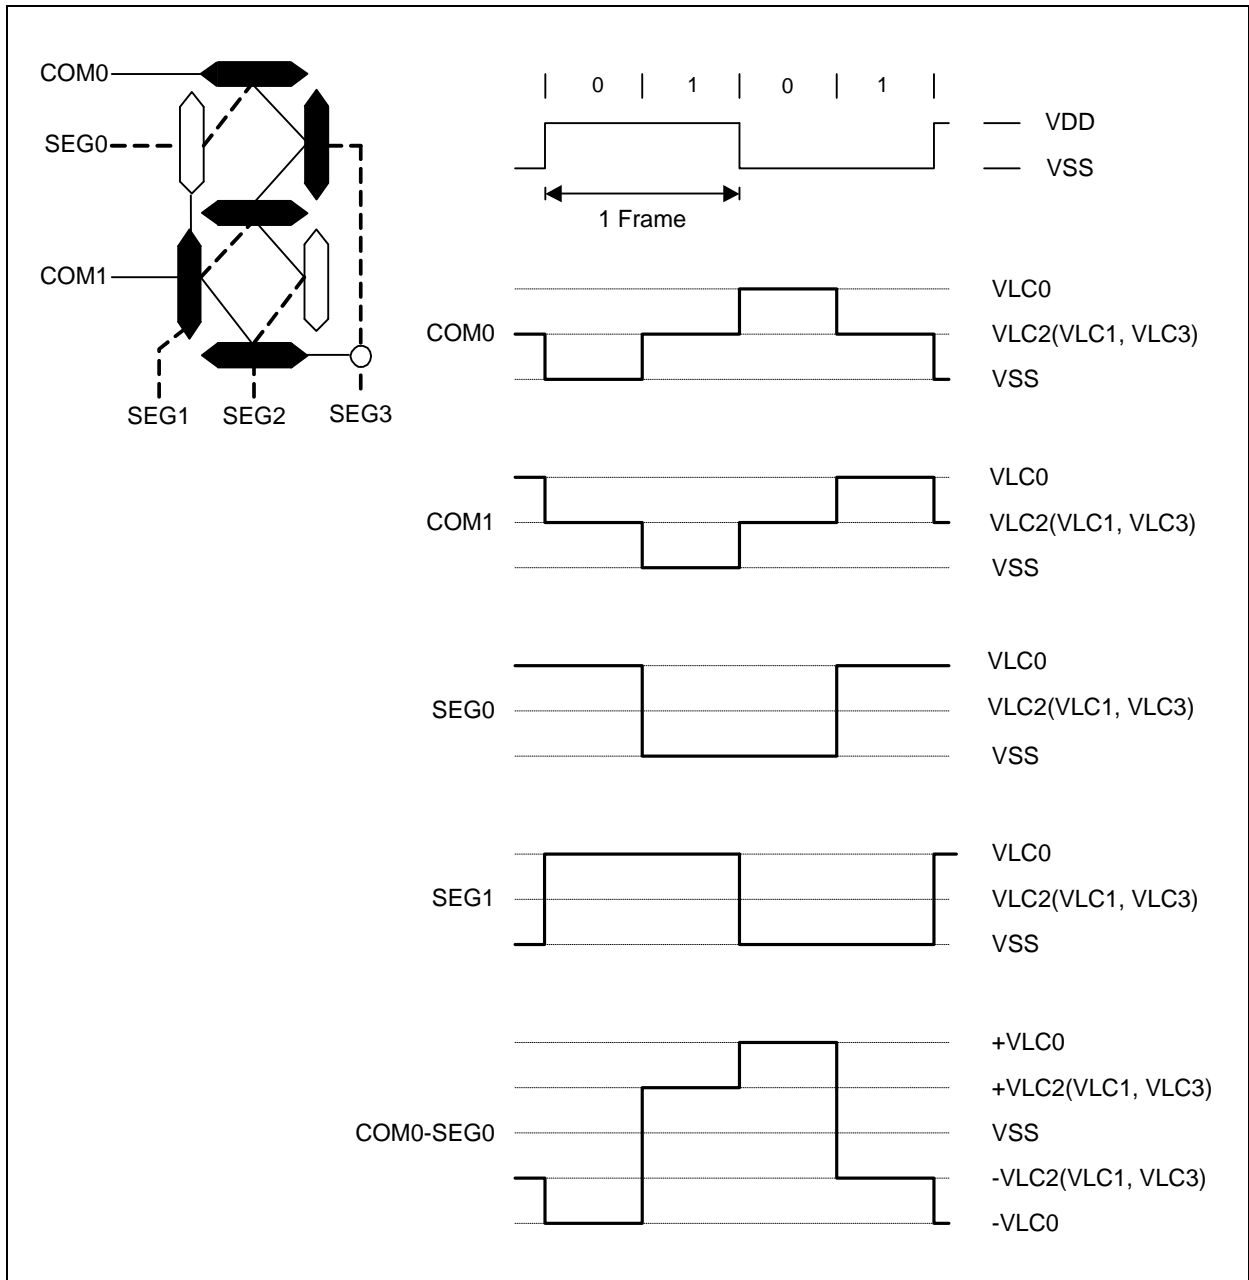 COM0
SEG0
COM1
SEG1 SEG2 SEG3
0 1 0 1
VDD
VSS
1 Frame
COM0
VLC0
VLC2(VLC1, VLC3)
VSS
COM1
VLC0
VLC2(VLC1, VLC3)
VSS
SEG0
VLC0
VLC2(VLC1, VLC3)
VSS
SEG1
VLC0
VLC2(VLC1, VLC3)
VSS
COM0-SEG0
+VLC0
+VLC2(VLC1, VLC3)
VSS
-VLC2(VLC1, VLC3)
-VLC0